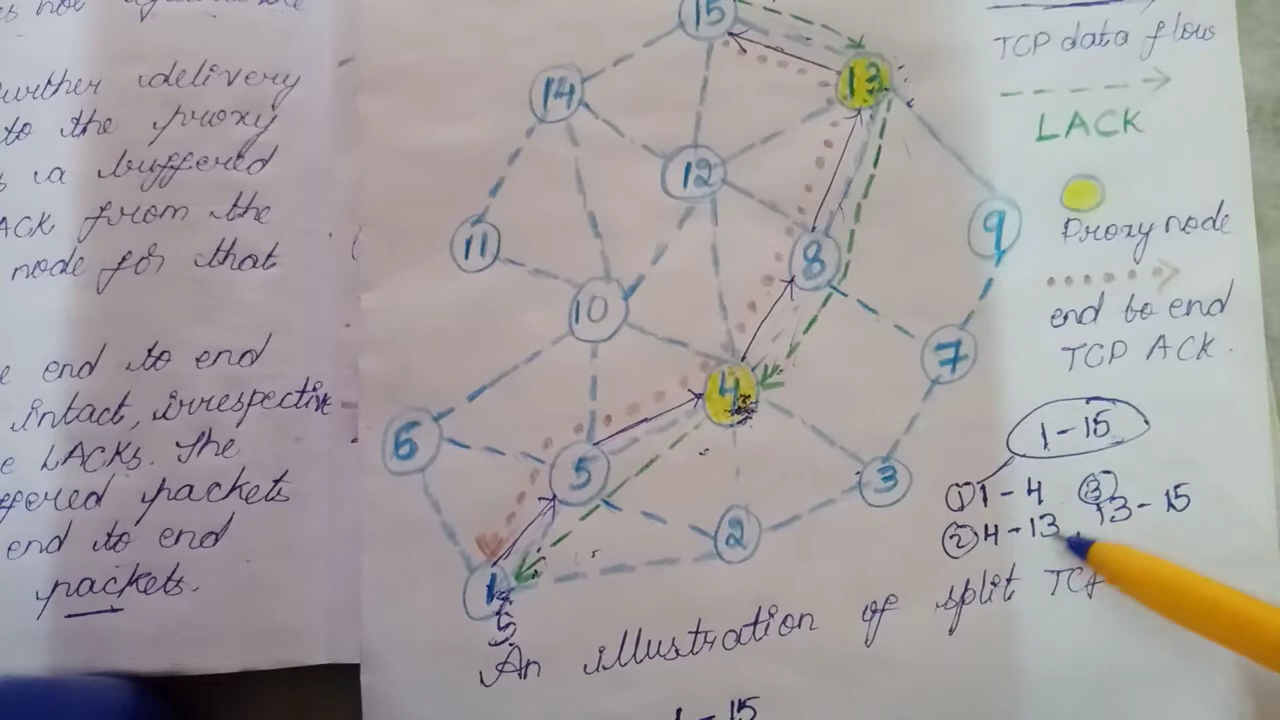 further delivery
to the proxy
a buffered
ACK from the
node for that
end to end
intact, irrespective
LACKs. The
packets
end to end
packets.
15
13
14
12
11
8
9
10
7
4
6
5
3
2
1
5
TCP data flow
LACK
Proxy node
end to end
TCP ACK.
1-15
① 1-4 ③ 13-15
② 4-13
An illustration of split TCP
1-15